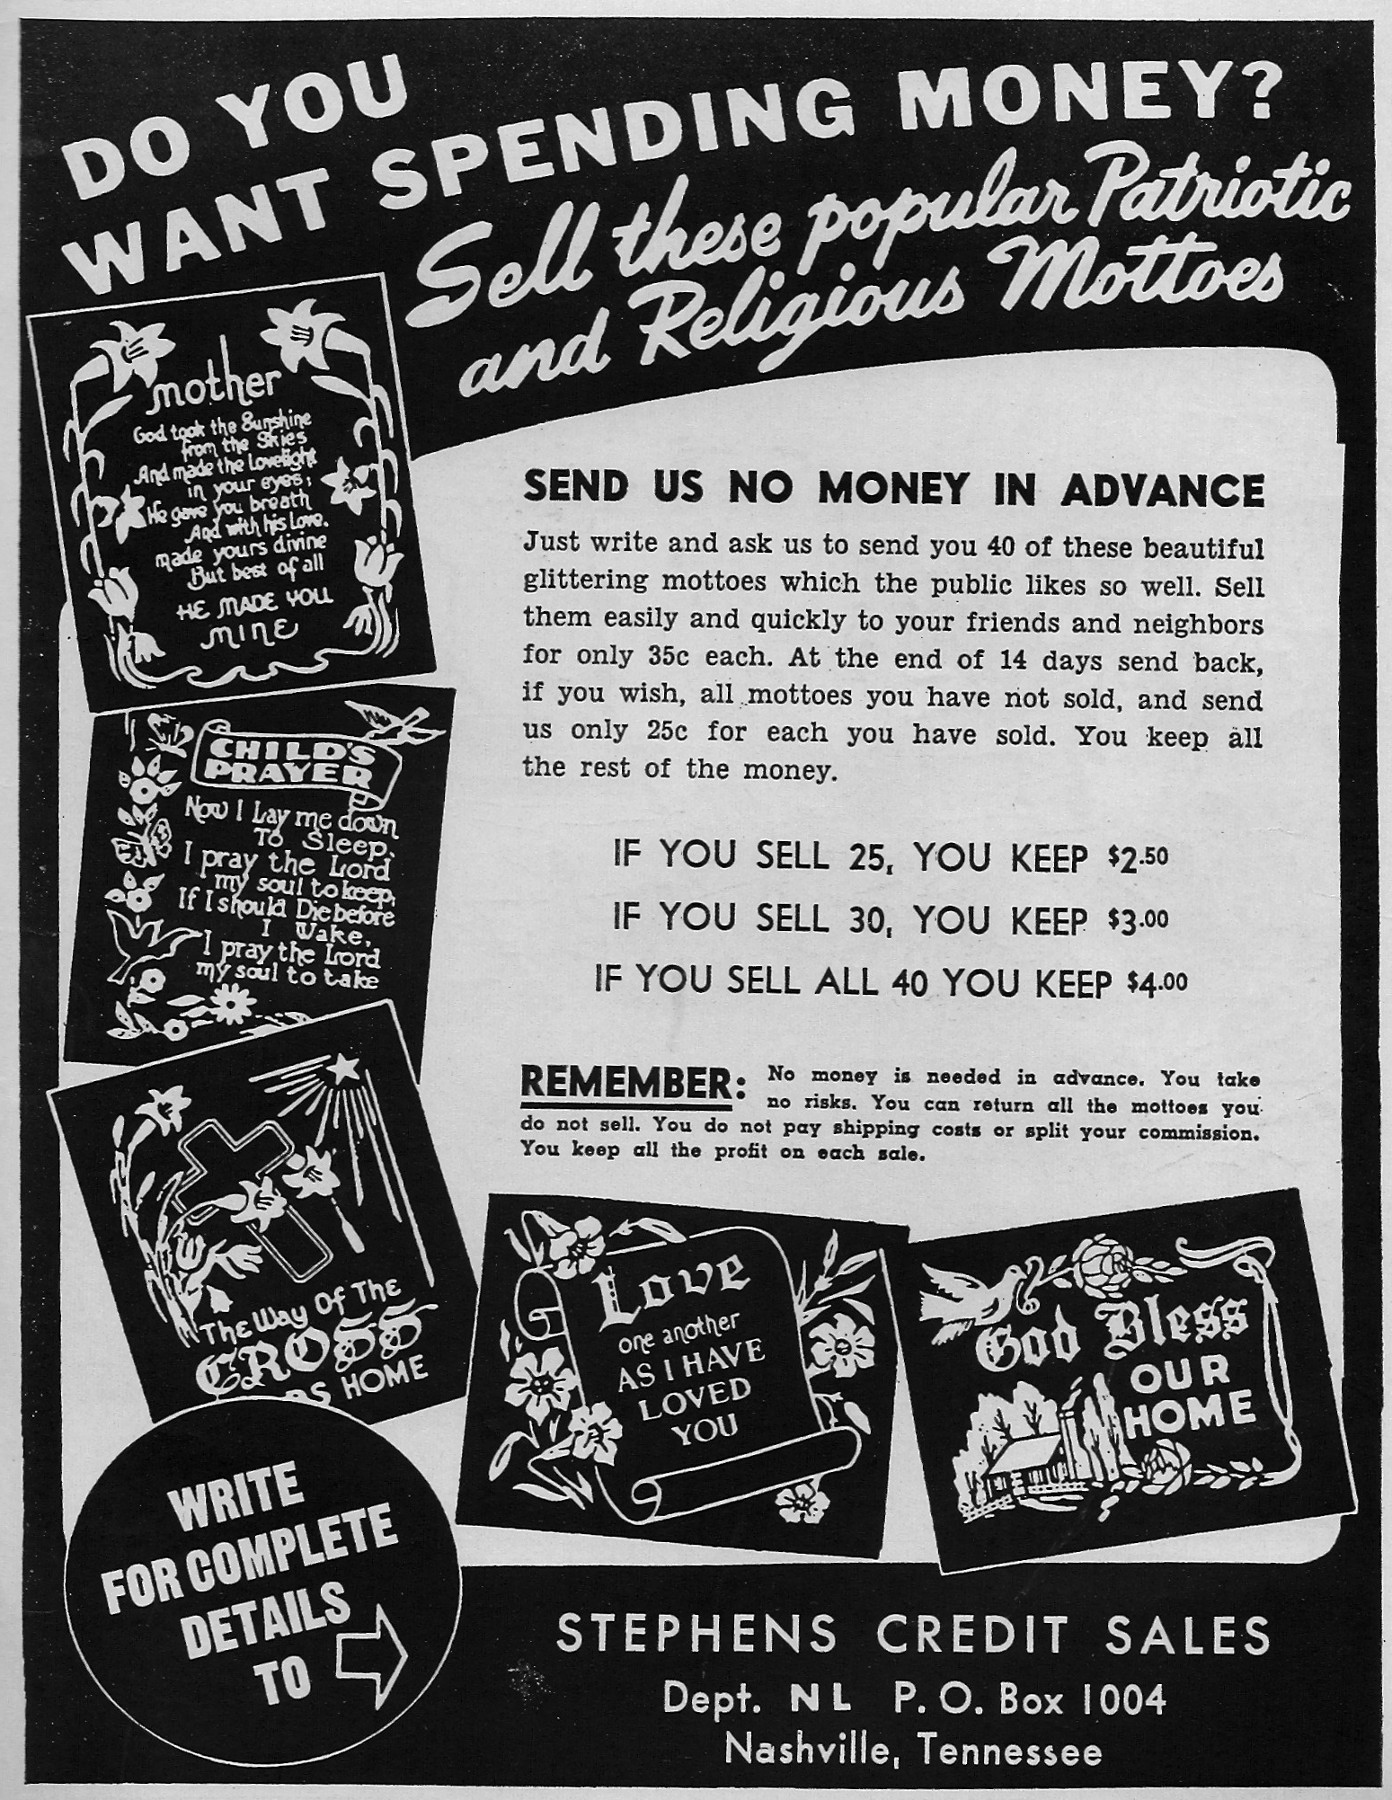 DO YOU
WANT SPENDING MONEY?
Sell these popular Patriotic
and Religious Mottoes
mother
God took the Sunshine
from the Skies
And made the Lovelight
in your eyes;
He gave you breath
And with his Love.
made yours divine
But best of all
HE MADE YOU
MINE
CHILD'S
PRAYER
Now I Lay me down
To Sleep.
I pray the Lord
my soul to keep,
If I should Die before
I Wake,
I pray the Lord
my soul to take
The Way Of The
CROSS
HOME
SEND US NO MONEY IN ADVANCE
Just write and ask us to send you 40 of these beautiful
glittering mottoes which the public likes so well. Sell
them easily and quickly to your friends and neighbors
for only 35c each. At the end of 14 days send back,
if you wish, all mottoes you have not sold, and send
us only 25c for each you have sold. You keep all
the rest of the money.
IF YOU SELL 25, YOU KEEP $2.50
IF YOU SELL 30, YOU KEEP $3.00
IF YOU SELL ALL 40 YOU KEEP $4.00
REMEMBER: No money is needed in advance. You take
no risks. You can return all the mottoes you
do not sell. You do not pay shipping costs or split your commission.
You keep all the profit on each sale.
Love
one another
AS I HAVE
LOVED
YOU
God Bless
OUR
HOME
WRITE
FOR COMPLETE
DETAILS
TO
STEPHENS CREDIT SALES
Dept. NL P. O. Box 1004
Nashville, Tennessee